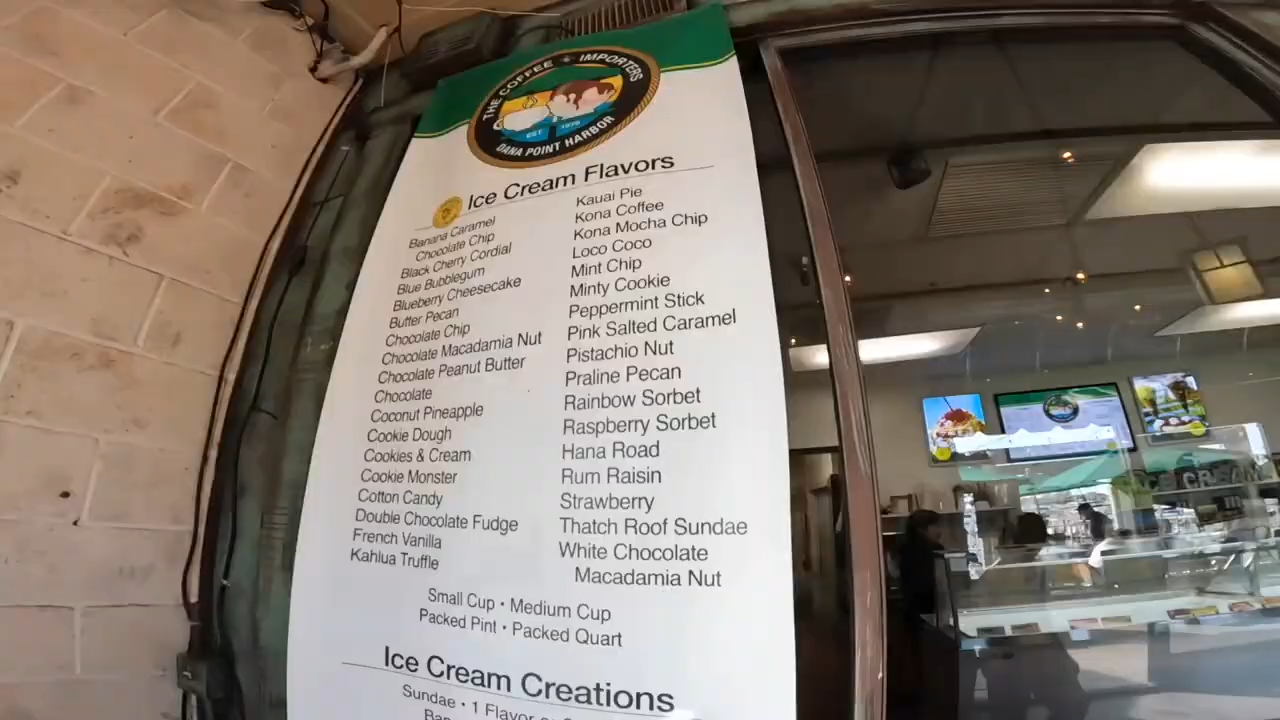 THE COFFEE IMPORTERS
EST 1979
DANA POINT HARBOR
Ice Cream Flavors
Banana Caramel
Chocolate Chip
Black Cherry Cordial
Blue Bubblegum
Blueberry Cheesecake
Butter Pecan
Chocolate Chip
Chocolate Macadamia Nut
Chocolate Peanut Butter
Chocolate
Coconut Pineapple
Cookie Dough
Cookies & Cream
Cookie Monster
Cotton Candy
Double Chocolate Fudge
French Vanilla
Kahlua Truffle
Kauai Pie
Kona Coffee
Kona Mocha Chip
Loco Coco
Mint Chip
Minty Cookie
Peppermint Stick
Pink Salted Caramel
Pistachio Nut
Praline Pecan
Rainbow Sorbet
Raspberry Sorbet
Hana Road
Rum Raisin
Strawberry
Thatch Roof Sundae
White Chocolate
Macadamia Nut
Small Cup • Medium Cup
Packed Pint • Packed Quart
Ice Cream Creations
Sundae • 1 Flavor
ICE CREAM